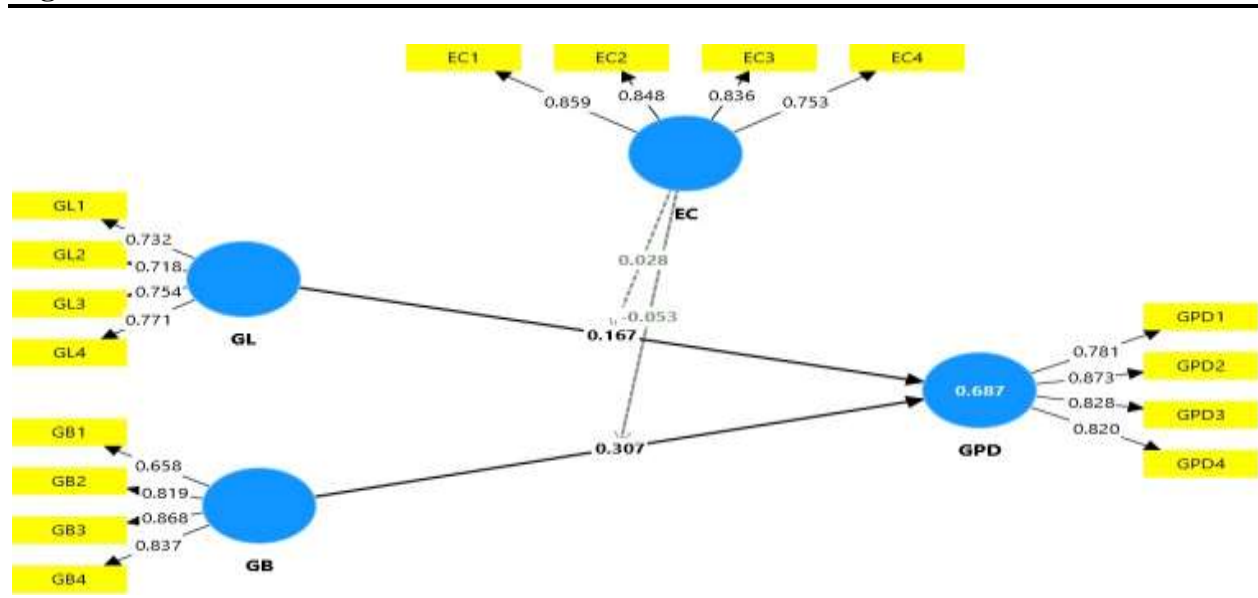 EC1 EC2 EC3 EC4
0.859 0.848 0.836 0.753
EC
GL1
GL2
GL3
GL4
0.732
0.718
0.754
0.771
GL
0.028
-0.053
0.167
GB1
GB2
GB3
GB4
0.658
0.819
0.868
0.837
GB
0.307
0.687
GPD
0.781
0.873
0.828
0.820
GPD1
GPD2
GPD3
GPD4